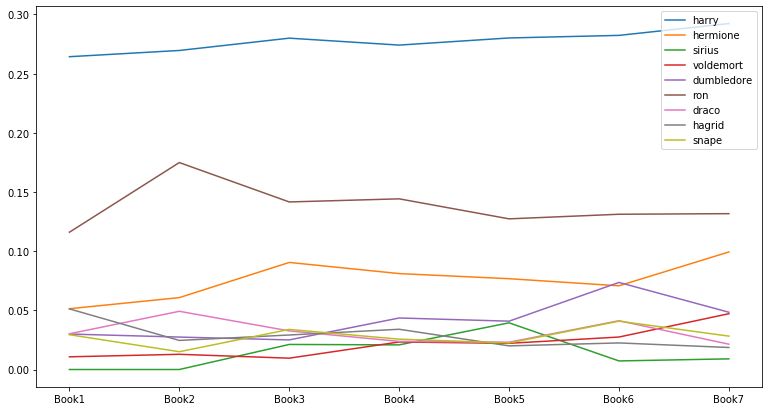 0.30
0.25
0.20
0.15
0.10
0.05
0.00
harry
hermione
sirius
voldemort
dumbledore
ron
draco
hagrid
snape
Book1 Book2 Book3 Book4 Book5 Book6 Book7